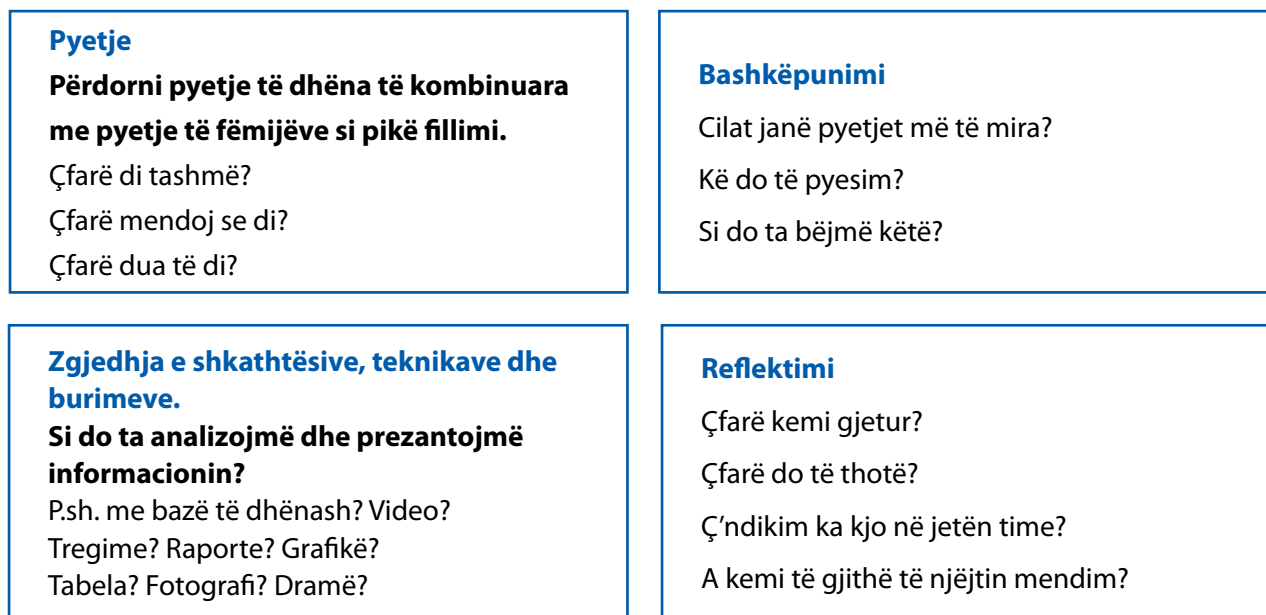 Pyetje
Përdorni pyetje të dhëna të kombinuara
me pyetje të fëmijëve si pikë fillimi.
Çfarë di tashmë?
Çfarë mendoj se di?
Çfarë dua të di?
Bashkëpunimi
Cilat janë pyetjet më të mira?
Kë do të pyesim?
Si do ta bëjmë këtë?
Zgjedhja e shkathtësive, teknikave dhe
burimeve.
Si do ta analizojmë dhe prezantojmë
informacionin?
P.sh. me bazë të dhënash? Video?
Tregime? Raporte? Grafikë?
Tabela? Fotografi? Dramë?
Reflektimi
Çfarë kemi gjetur?
Çfarë do të thotë?
Ç’ndikim ka kjo në jetën time?
A kemi të gjithë të njëjtin mendim?